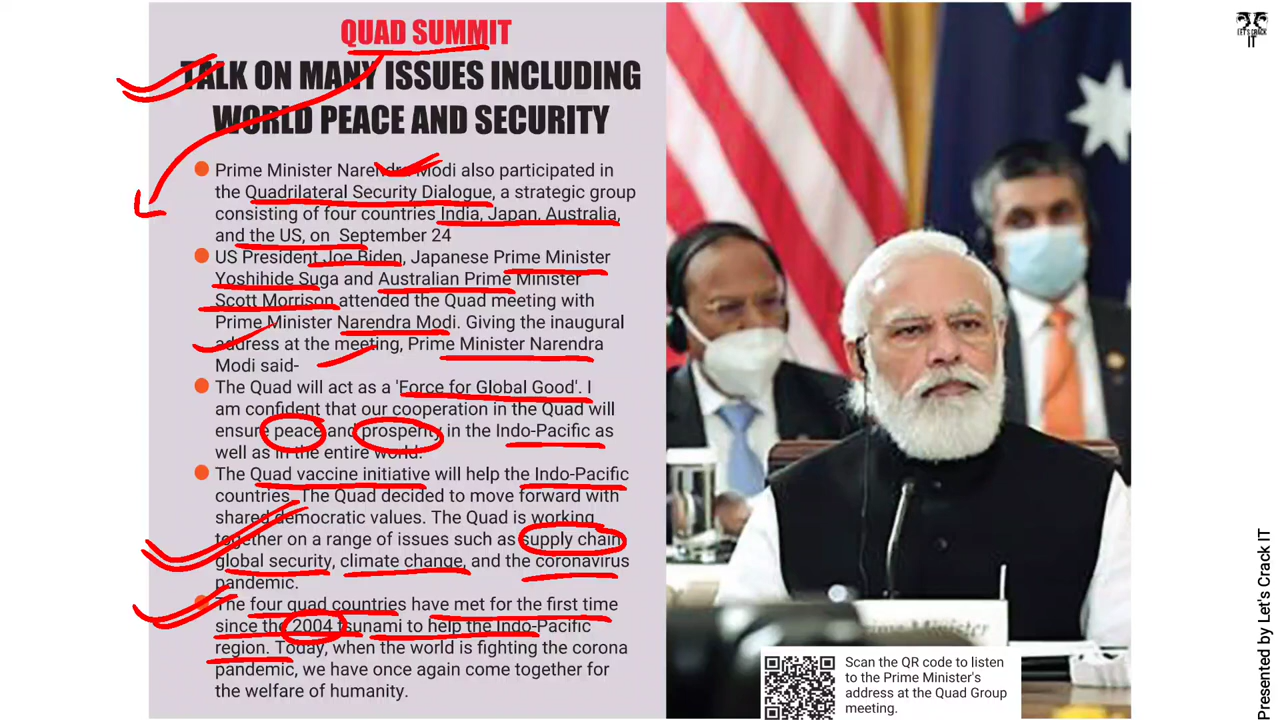 QUAD SUMMIT
TALK ON MANY ISSUES INCLUDING
WORLD PEACE AND SECURITY
Prime Minister Narendra Modi also participated in
the Quadrilateral Security Dialogue, a strategic group
consisting of four countries India, Japan, Australia,
and the US, on September 24
US President Joe Biden, Japanese Prime Minister
Yoshihide Suga and Australian Prime Minister
Scott Morrison attended the Quad meeting with
Prime Minister Narendra Modi. Giving the inaugural
address at the meeting, Prime Minister Narendra
Modi said-
The Quad will act as a 'Force for Global Good'. I
am confident that our cooperation in the Quad will
ensure peace and prosperity in the Indo-Pacific as
well as in the entire world.
The Quad vaccine initiative will help the Indo-Pacific
countries. The Quad decided to move forward with
shared democratic values. The Quad is working
together on a range of issues such as supply chain,
global security, climate change, and the coronavirus
pandemic.
The four quad countries have met for the first time
since the 2004 tsunami to help the Indo-Pacific
region. Today, when the world is fighting the corona
pandemic, we have once again come together for
the welfare of humanity.
Prime Minister
Scan the QR code to listen
to the Prime Minister's
address at the Quad Group
meeting.
LET'S CRACK
IT
Presented by Let's Crack IT